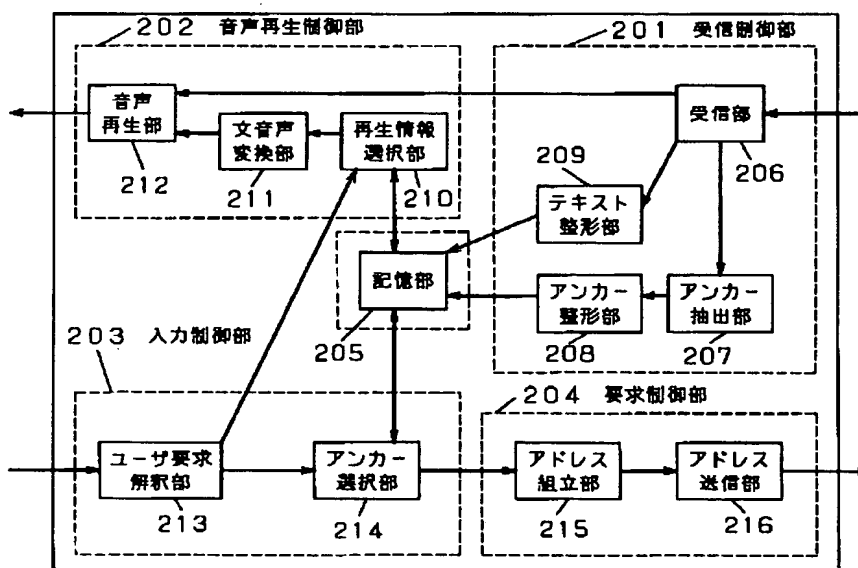 202 音声再生制御部
201 受信制御部
音声
再生部
212
文音声
変換部
211
再生情報
選択部
210
受信部
206
209
テキスト
整形部
記憶部
205
アンカー
整形部
208
アンカー
抽出部
207
203 入力制御部
204 要求制御部
ユーザ要求
解釈部
213
アンカー
選択部
214
アドレス
組立部
215
アドレス
送信部
216